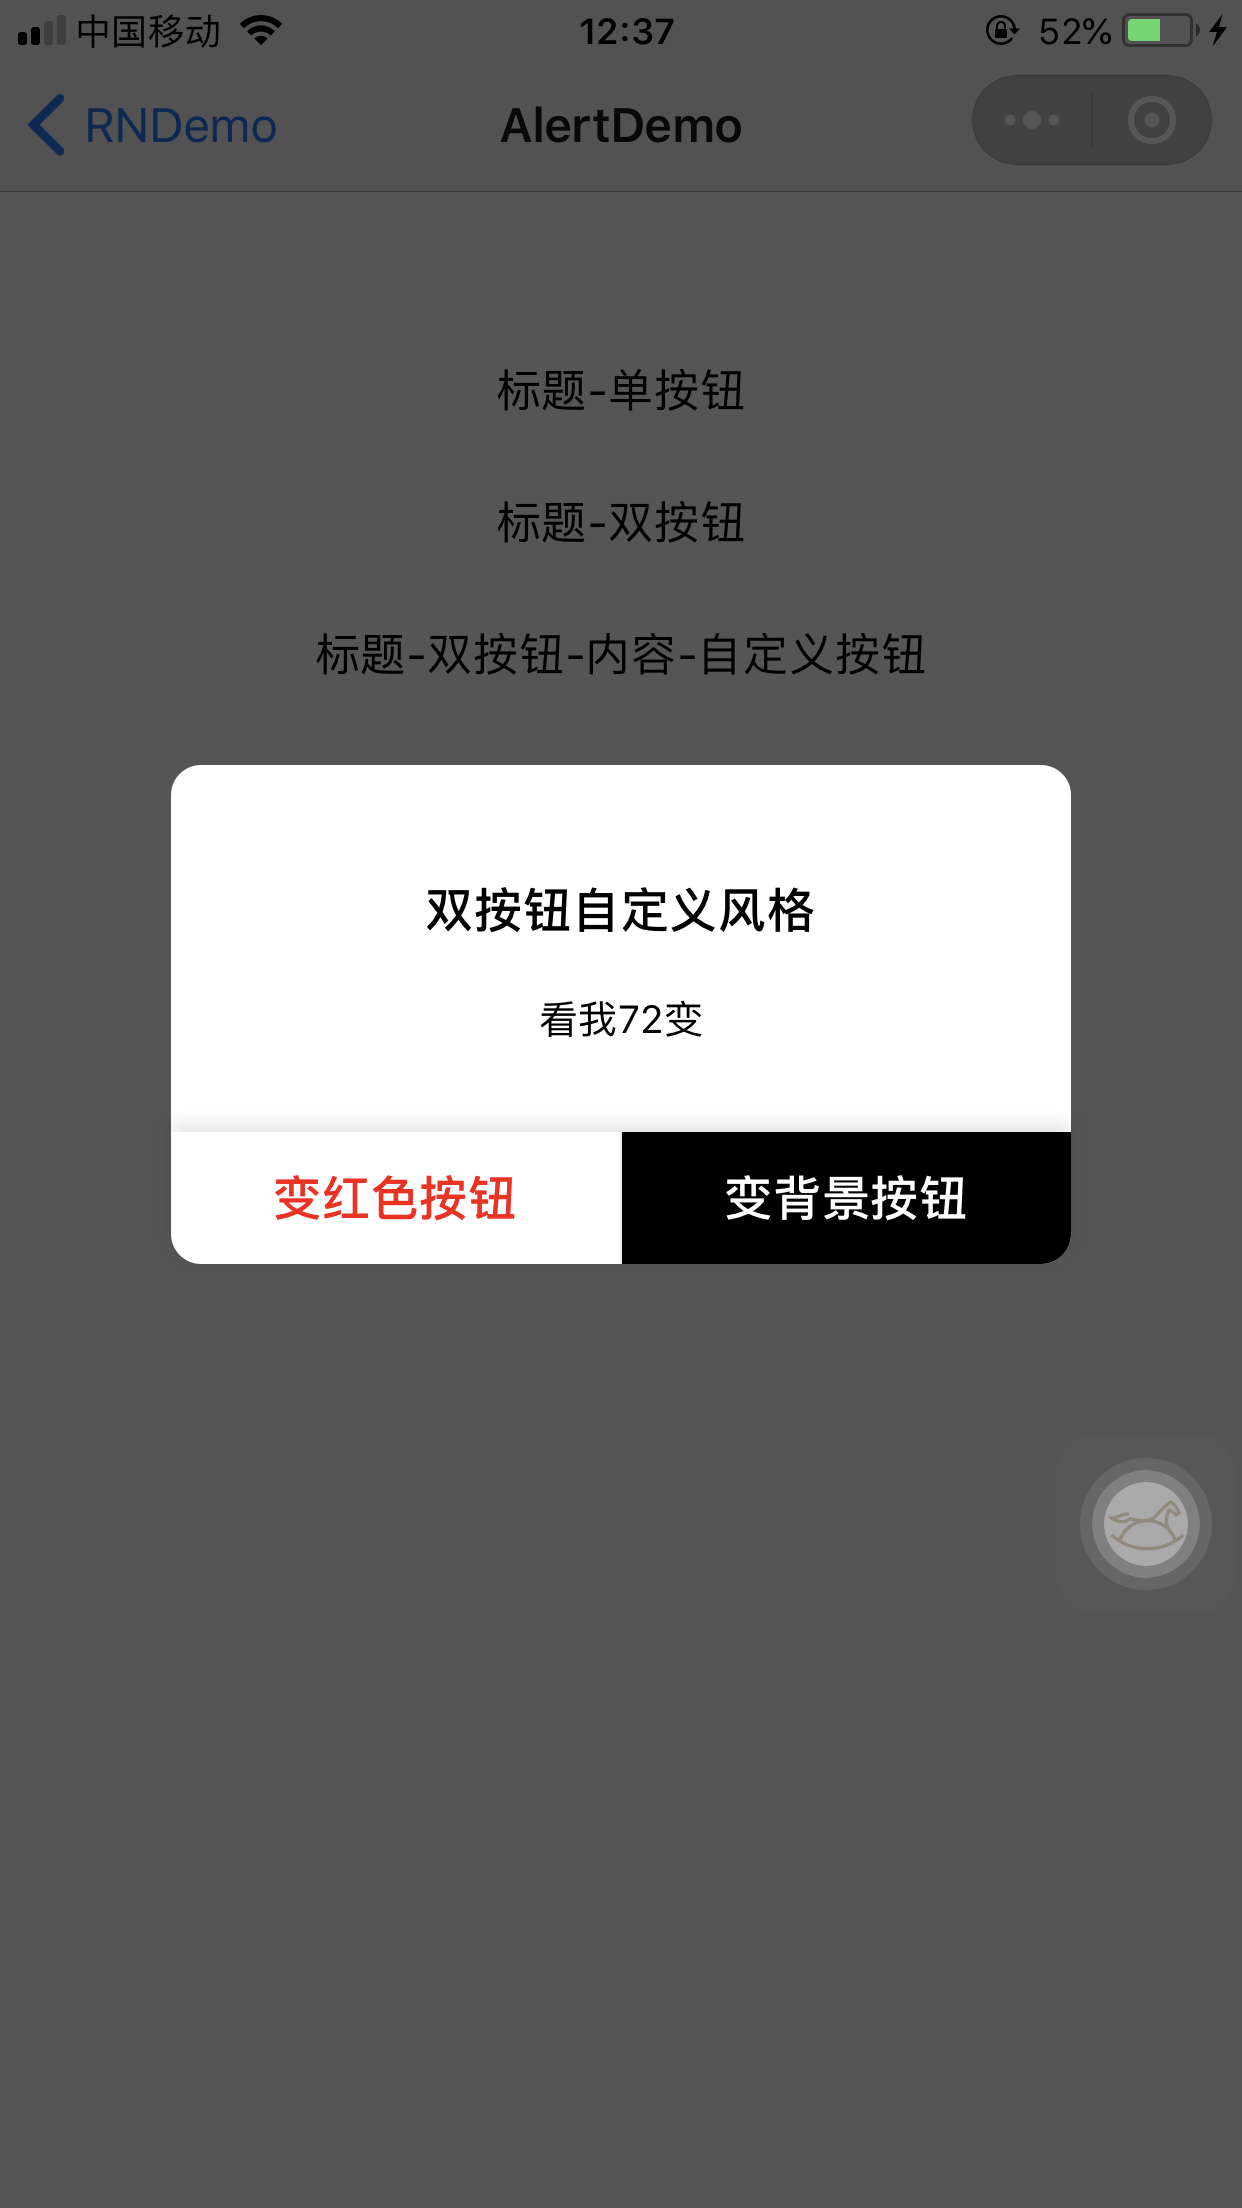 中国移动 12:37 52%
RNDemo AlertDemo
标题-单按钮
标题-双按钮
标题-双按钮-内容-自定义按钮
双按钮自定义风格
看我72变
变红色按钮 变背景按钮